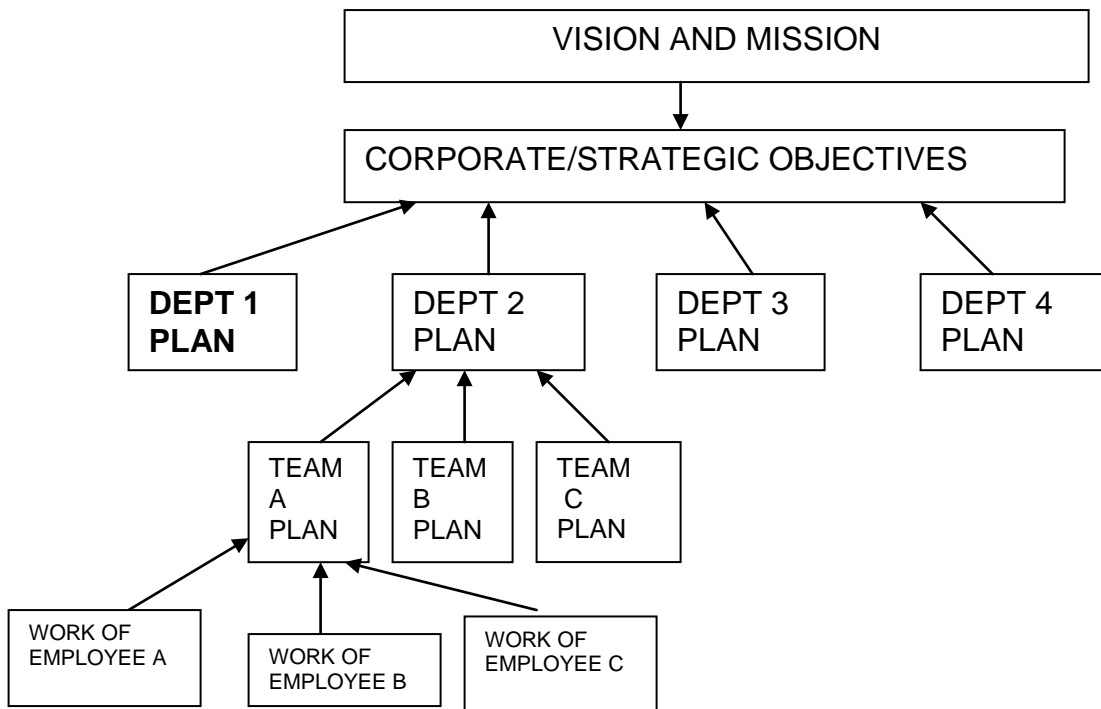 VISION AND MISSION
CORPORATE/STRATEGIC OBJECTIVES
DEPT 1
PLAN
DEPT 2
PLAN
DEPT 3
PLAN
DEPT 4
PLAN
TEAM
A
PLAN
TEAM
B
PLAN
TEAM
C
PLAN
WORK OF
EMPLOYEE A
WORK OF
EMPLOYEE B
WORK OF
EMPLOYEE C